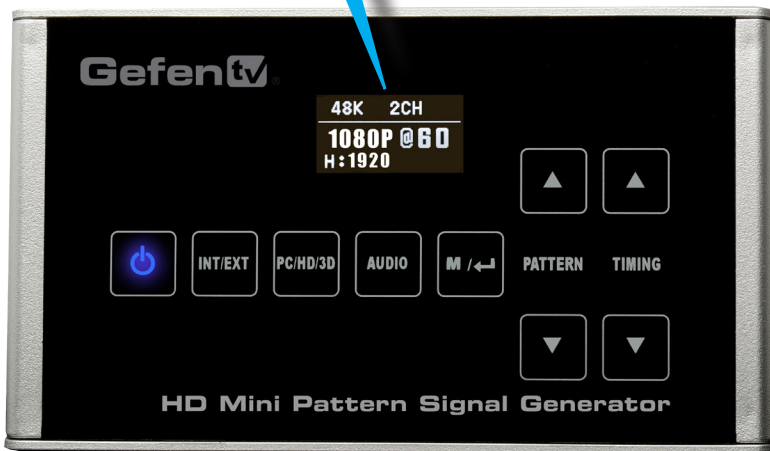 Gefen tv ®
48K 2CH
1080P @60
H:1920
INT/EXT
PC/HD/3D
AUDIO
M /↵
PATTERN
TIMING
HD Mini Pattern Signal Generator